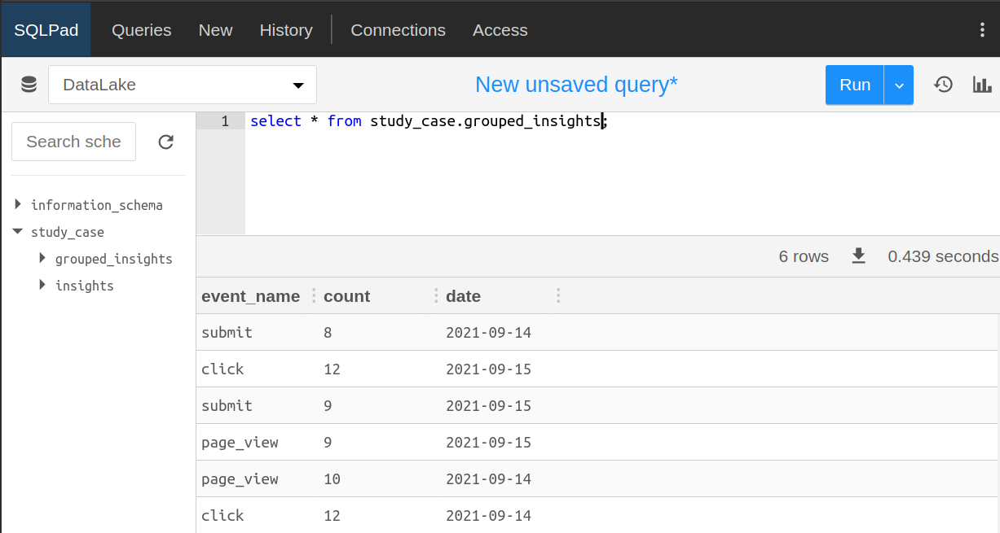 SQLPad Queries New History Connections Access
DataLake New unsaved query* Run
Search sche
1 select * from study_case.grouped_insights;
information_schema
study_case
grouped_insights
insights
6 rows 0.439 seconds
event_name count date
submit 8 2021-09-14
click 12 2021-09-15
submit 9 2021-09-15
page_view 9 2021-09-15
page_view 10 2021-09-14
click 12 2021-09-14